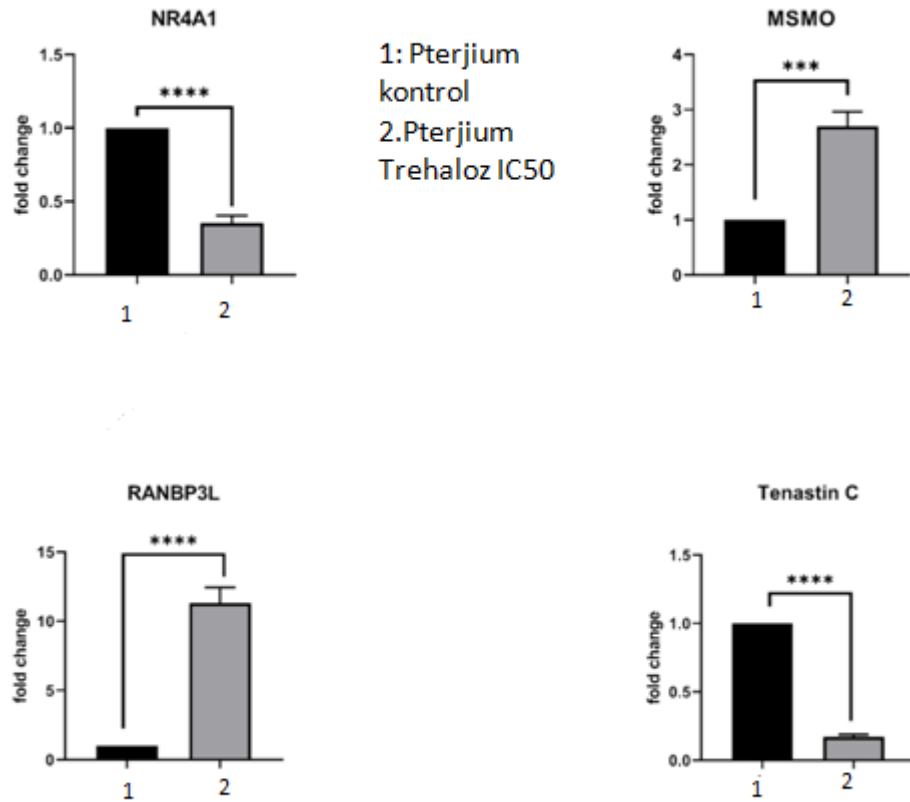 NR4A1
1.5
1.0
0.5
0.0
fold change
****
1
2
1: Pterjium
kontrol
2.Pterjium
Trehaloz IC50
MSMO
4
3
2
1
0
fold change
***
1
2
RANBP3L
15
10
5
0
fold change
****
1
2
Tenastin C
1.5
1.0
0.5
0.0
fold change
****
1
2